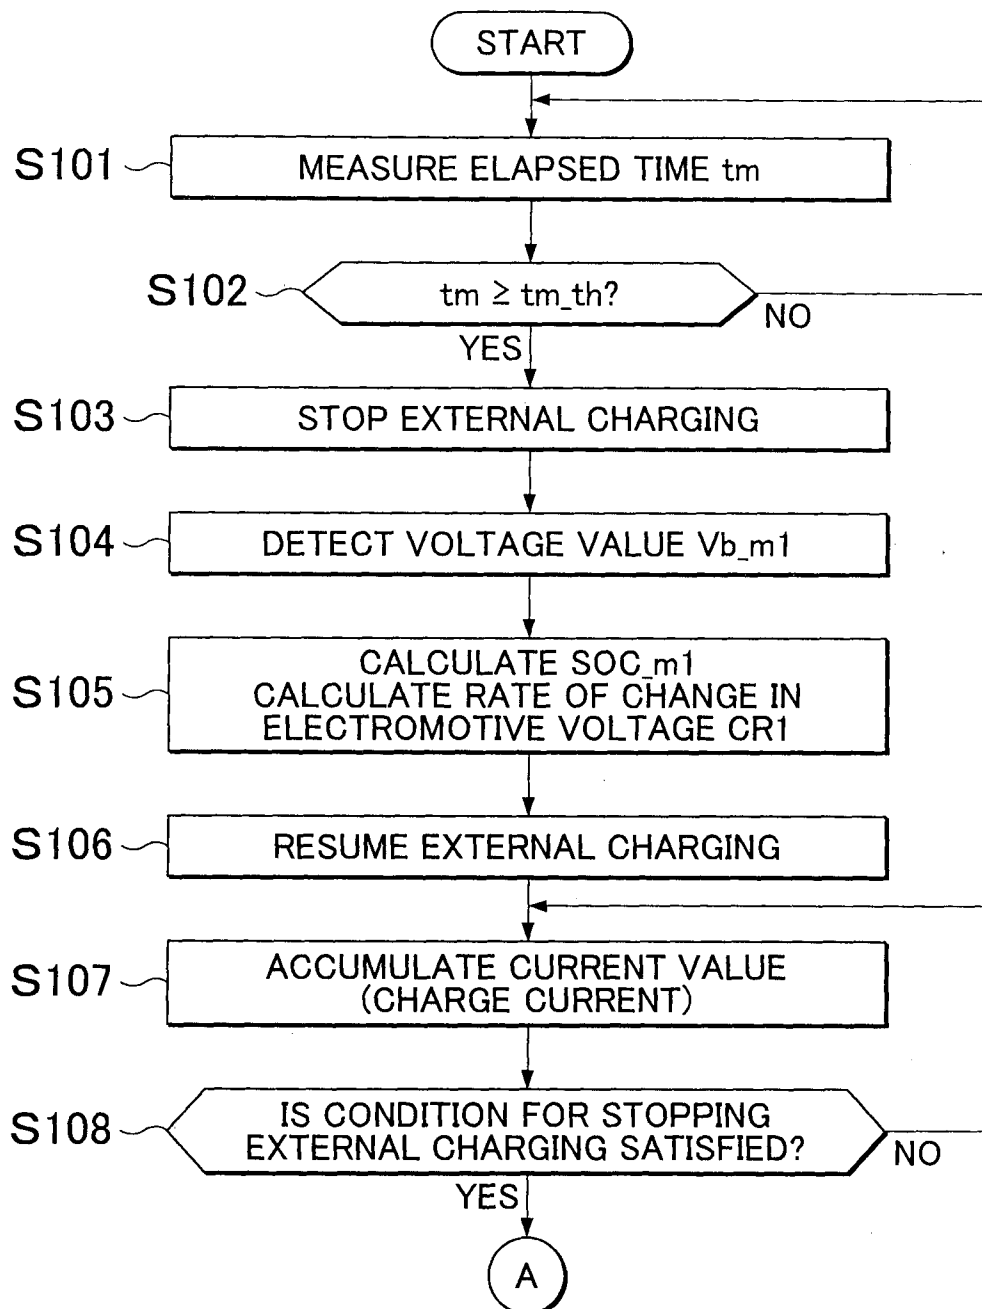 START
S101
MEASURE ELAPSED TIME tm
S102
tm ≥ tm_th?
NO
YES
S103
STOP EXTERNAL CHARGING
S104
DETECT VOLTAGE VALUE Vb_m1
S105
CALCULATE SOC_m1
CALCULATE RATE OF CHANGE IN
ELECTROMOTIVE VOLTAGE CR1
S106
RESUME EXTERNAL CHARGING
S107
ACCUMULATE CURRENT VALUE
(CHARGE CURRENT)
S108
IS CONDITION FOR STOPPING
EXTERNAL CHARGING SATISFIED?
NO
YES
A